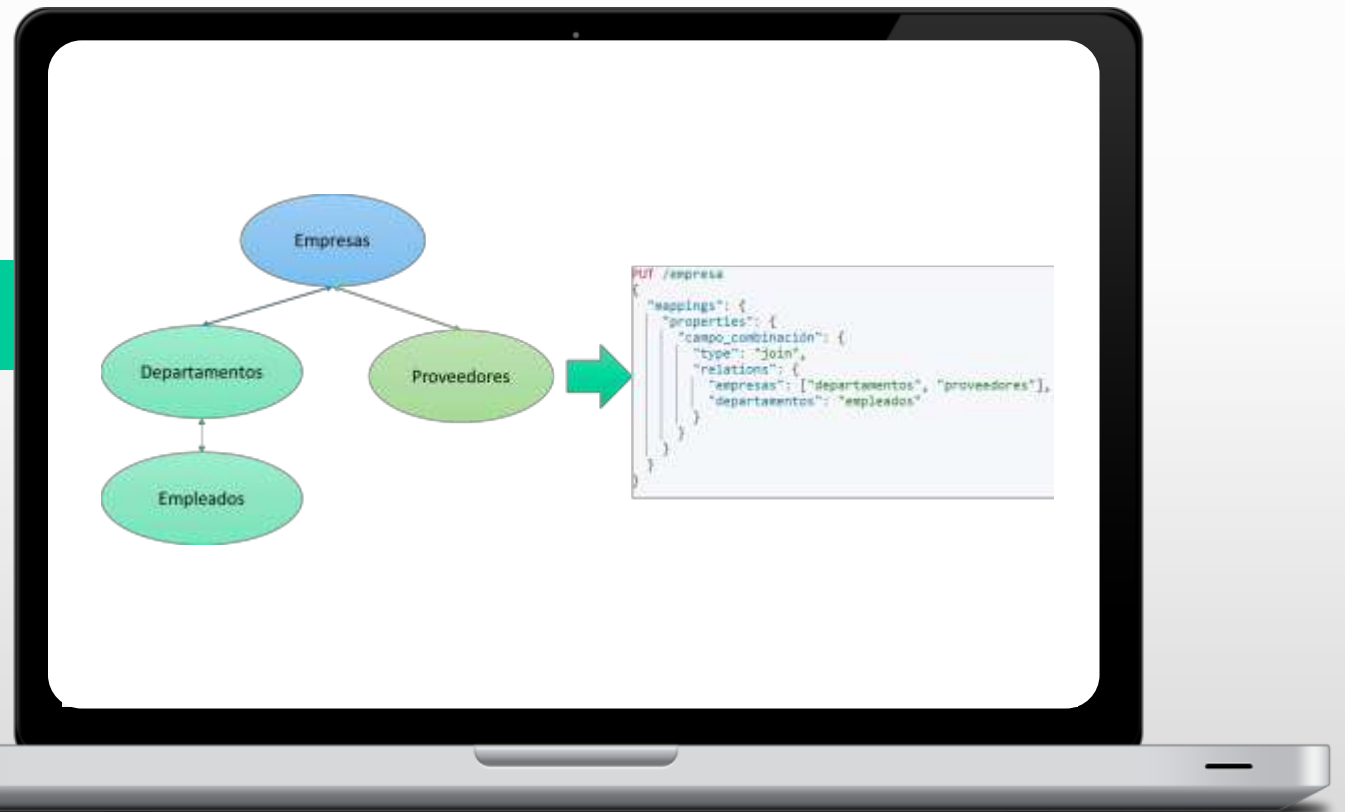 Empresas
Departamentos
Proveedores
Empleados
PUT /empresa
{
"mappings": {
"properties": {
"campo_combinación": {
"type": "join",
"relations": {
"empresas": ["departamentos", "proveedores"],
"departamentos": "empleados"
}
}
}
}
}